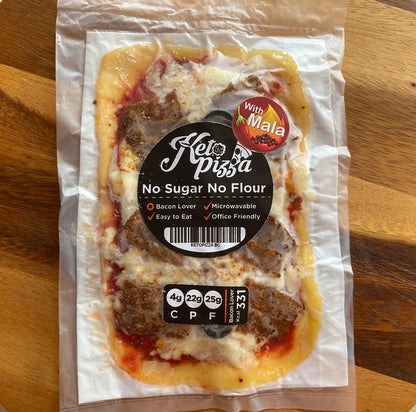 With
Mala
Keto
pizza
No Sugar No Flour
Bacon Lover ✓ Microwavable
✓ Easy to Eat ✓ Office Friendly
KETOPIZZA BC
4g 22g 25g
C P F
Bacon Lover
Kcal 331